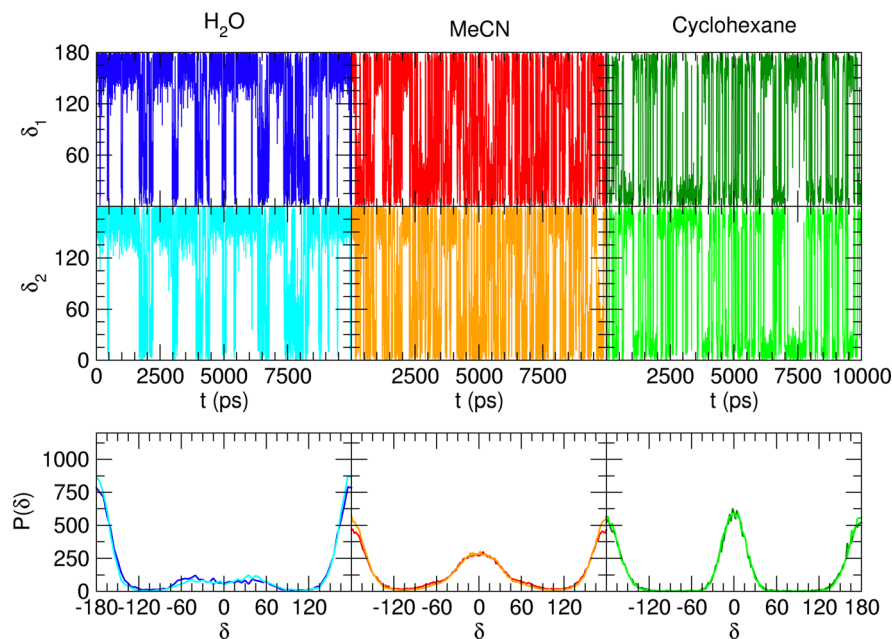 H2O
MeCN
Cyclohexane
180
120
60
δ1
120
60
0
δ2
0 2500 5000 7500
2500 5000 7500
2500 5000 7500 10000
t (ps)
t (ps)
t (ps)
1000
750
500
250
0
P(δ)
-180 -120 -60 0 60 120
-120 -60 0 60 120
-120 -60 0 60 120 180
δ
δ
δ